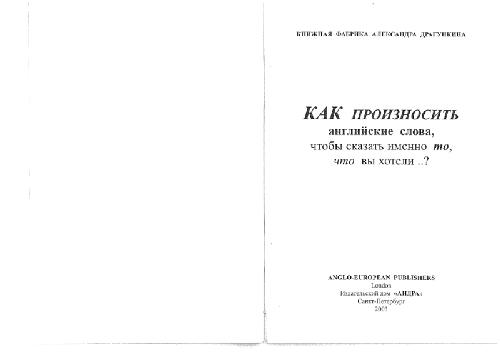 КНИЖНАЯ ФАБРИКА АЛЕКСАНДРА ДРАГУНКИНА
КАК ПРОИЗНОСИТЬ
английские слова,
чтобы сказать именно то,
что вы хотели ..?
ANGLO-EUROPEAN PUBLISHERS
London
Издательский дом «АНДРА»
Санкт-Петербург